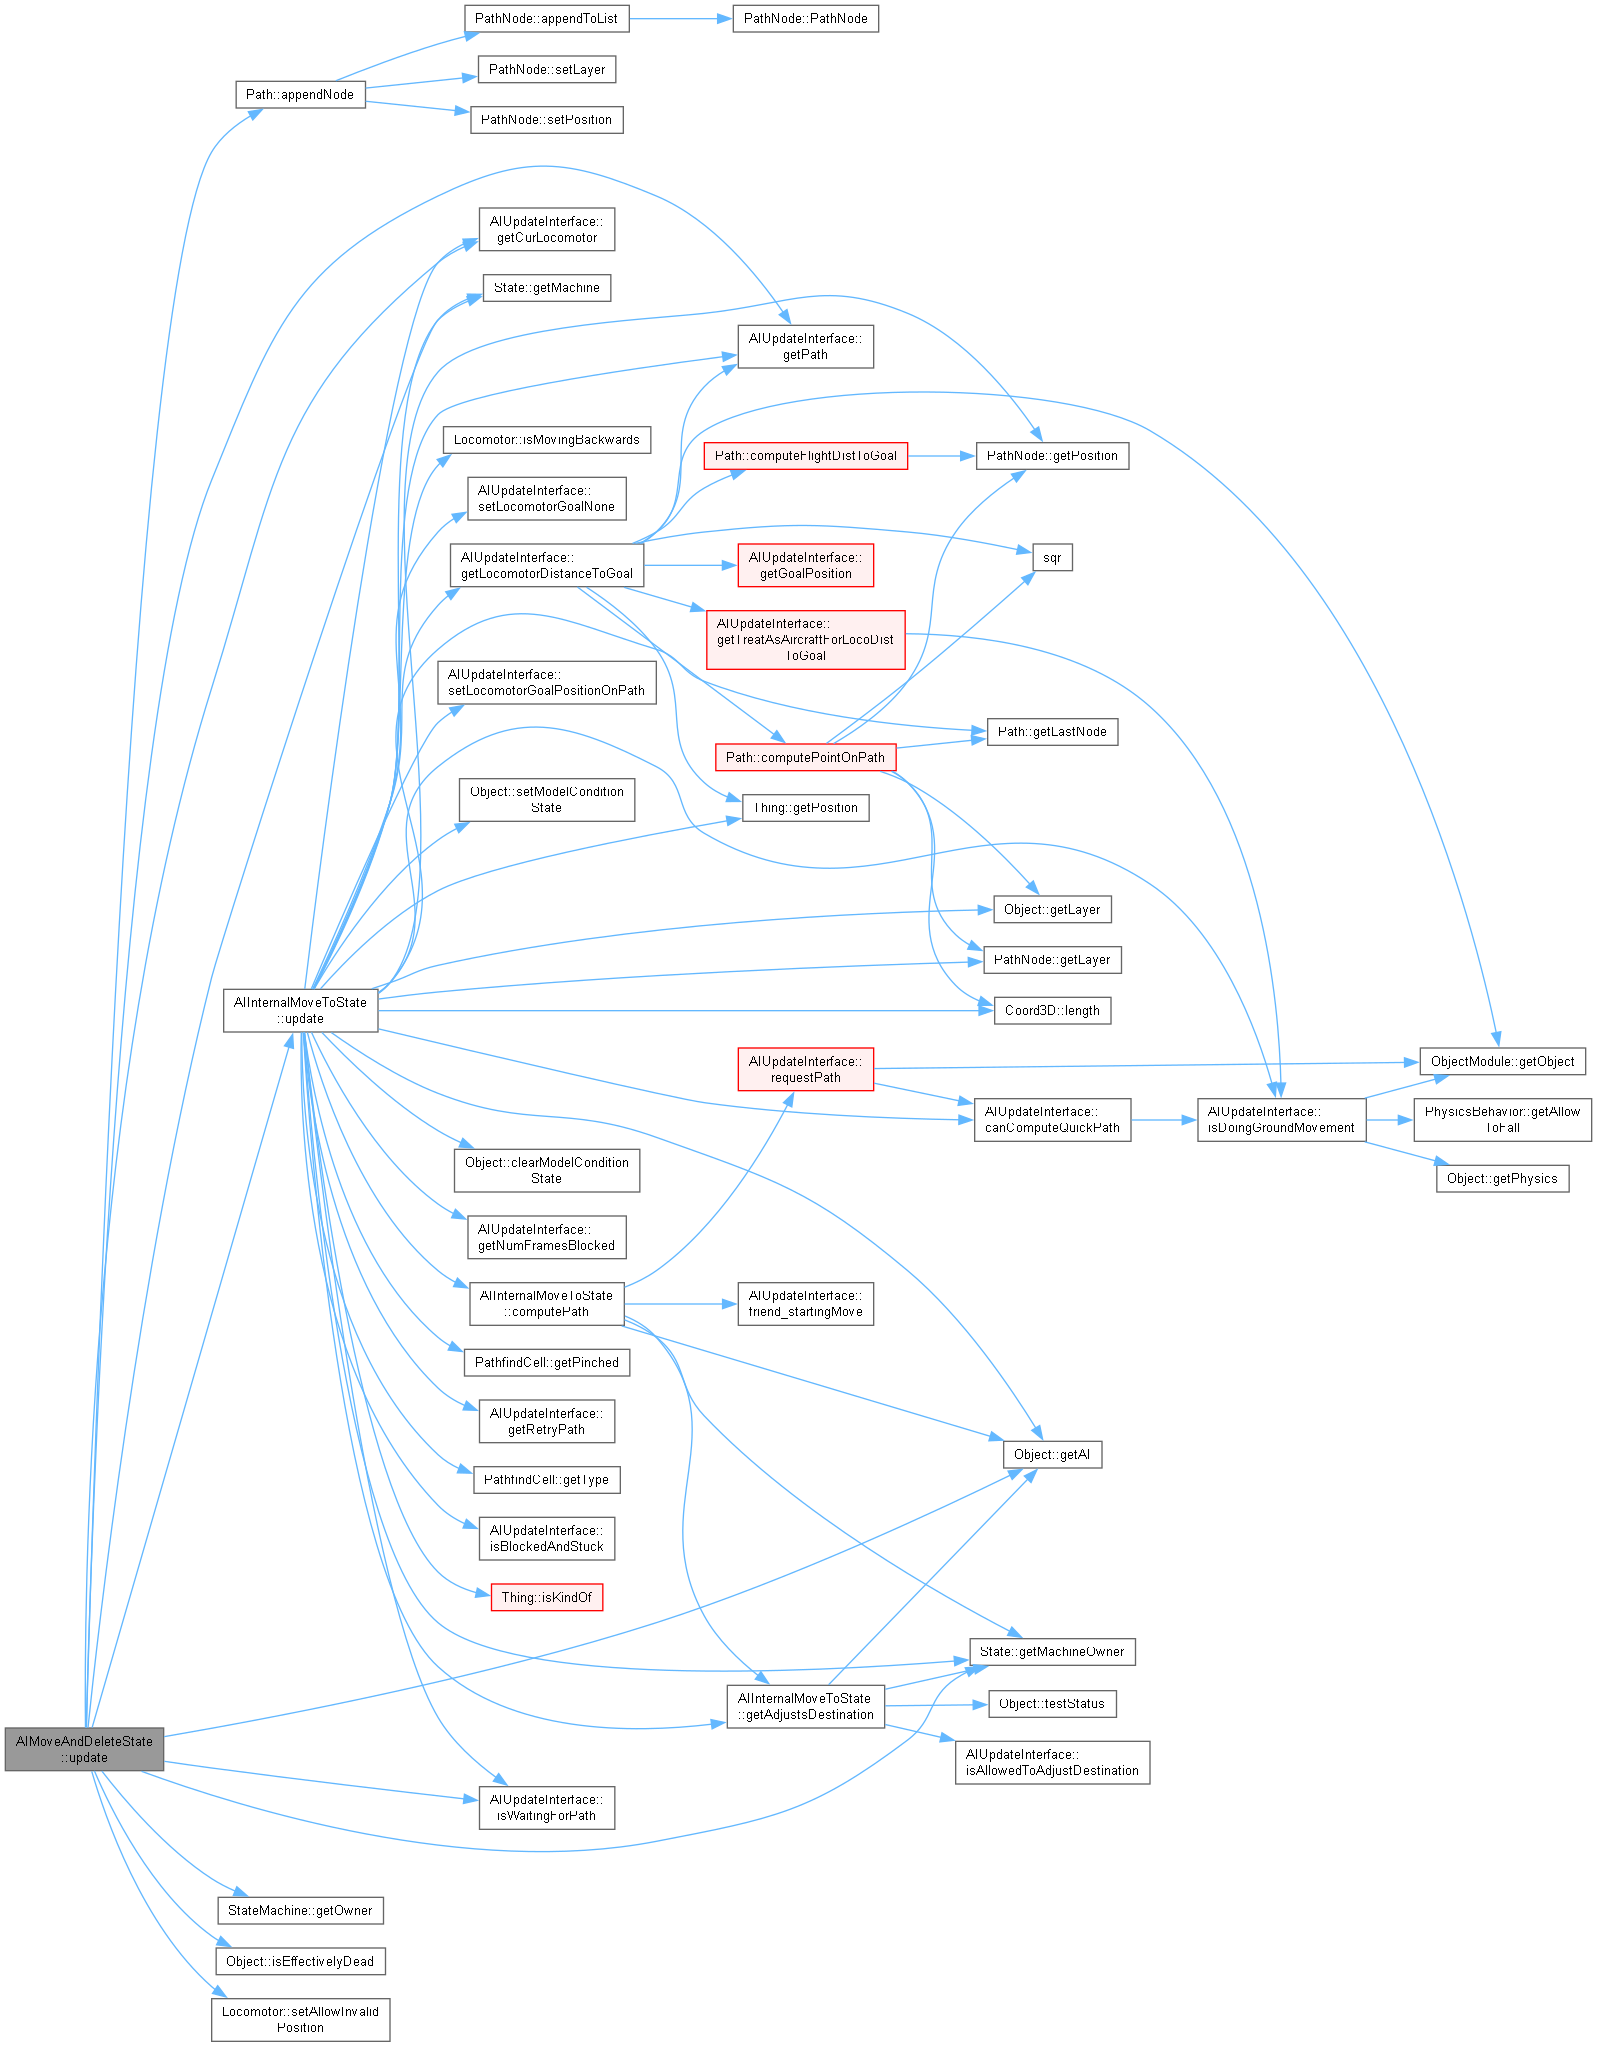 PathNode::appendToList
PathNode::PathNode
PathNode::setLayer
Path::appendNode
PathNode::setPosition
AIUpdateInterface::
getCurLocomotor
State::getMachine
AIUpdateInterface::
getPath
Locomotor::isMovingBackwards
Path::computeFlightDistToGoal
PathNode::getPosition
AIUpdateInterface::
setLocomotorGoalNone
AIUpdateInterface::
getLocomotorDistanceToGoal
AIUpdateInterface::
getGoalPosition
sqr
AIUpdateInterface::
getTreatAsAircraftForLocoDist
ToGoal
AIUpdateInterface::
setLocomotorGoalPositionOnPath
Path::getLastNode
Path::computePointOnPath
Object::setModelCondition
State
Thing::getPosition
Object::getLayer
PathNode::getLayer
AIInternalMoveToState
::update
Coord3D::length
AIUpdateInterface::
requestPath
ObjectModule::getObject
AIUpdateInterface::
canComputeQuickPath
AIUpdateInterface::
isDoingGroundMovement
PhysicsBehavior::getAllow
ToFall
Object::getPhysics
Object::clearModelCondition
State
AIUpdateInterface::
getNumFramesBlocked
AIInternalMoveToState
::computePath
AIUpdateInterface::
friend_startingMove
PathfindCell::getPinched
AIUpdateInterface::
getRetryPath
Object::getAI
PathfindCell::getType
AIUpdateInterface::
isBlockedAndStuck
Thing::isKindOf
State::getMachineOwner
AIInternalMoveToState
::getAdjustsDestination
Object::testStatus
AIUpdateInterface::
isAllowedToAdjustDestination
AIMoveAndDeleteState
::update
AIUpdateInterface::
isWaitingForPath
StateMachine::getOwner
Object::isEffectivelyDead
Locomotor::setAllowInvalid
Position